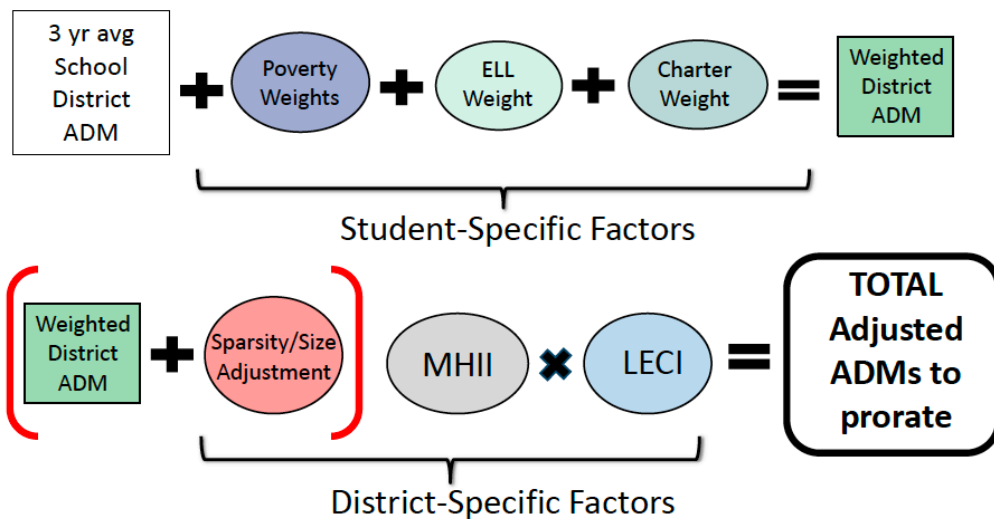 3 yr avg
School
District
ADM
+
Poverty
Weights
+
ELL
Weight
+
Charter
Weight
=
Weighted
District
ADM
Student-Specific Factors
(
Weighted
District
ADM
+
Sparsity/Size
Adjustment
)
MHII
×
LECI
=
TOTAL
Adjusted
ADMs to
prorate
District-Specific Factors